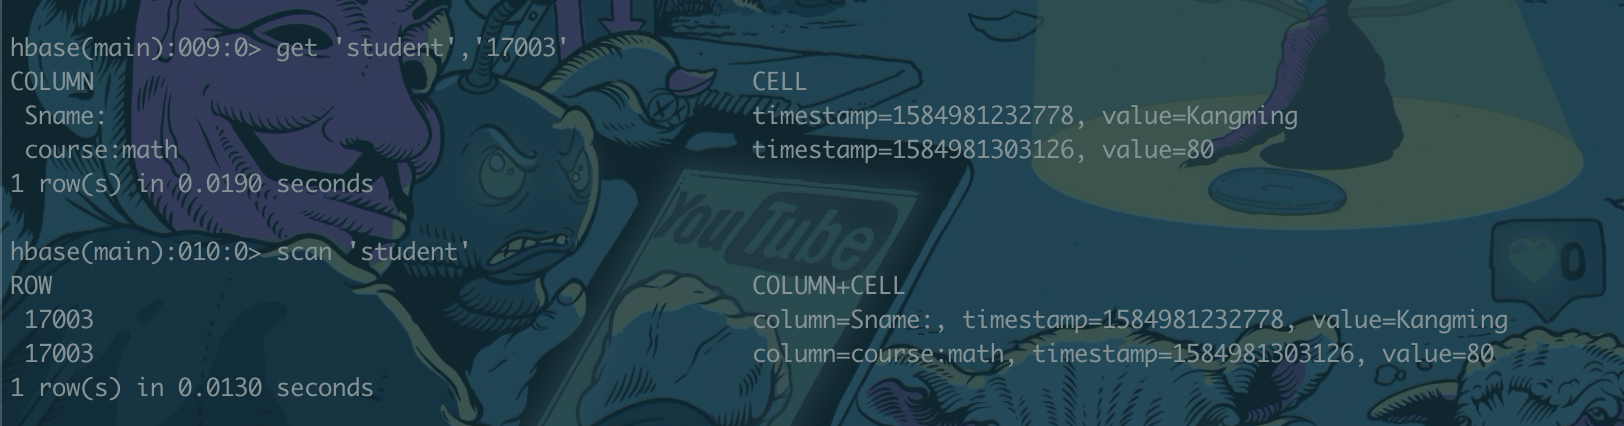 hbase(main):009:0> get 'student','17003'
COLUMN CELL
Sname: timestamp=1584981232778, value=Kangming
course:math timestamp=1584981303126, value=80
1 row(s) in 0.0190 seconds
hbase(main):010:0> scan 'student'
ROW COLUMN+CELL
17003 column=Sname:, timestamp=1584981232778, value=Kangming
17003 column=course:math, timestamp=1584981303126, value=80
1 row(s) in 0.0130 seconds
YouTube
0